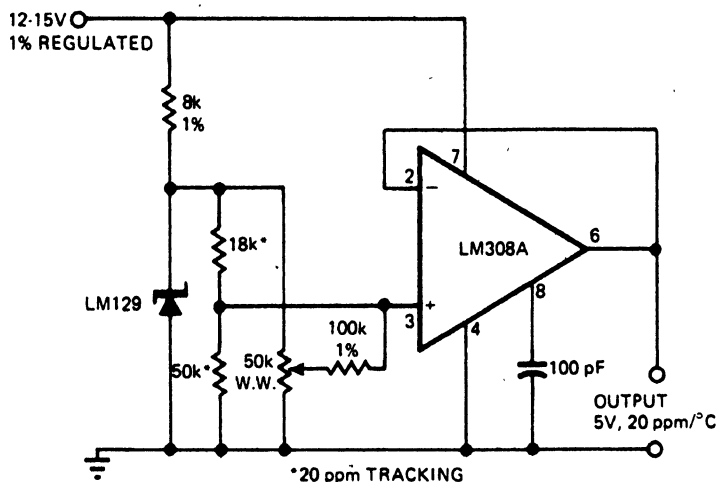 12-15V
1% REGULATED
8k
1%
7
2
−
LM308A
6
18k*
LM129
+
3
4
8
100k
1%
50k*
50k
W.W.
100 pF
OUTPUT
5V, 20 ppm/°C
*20 ppm TRACKING